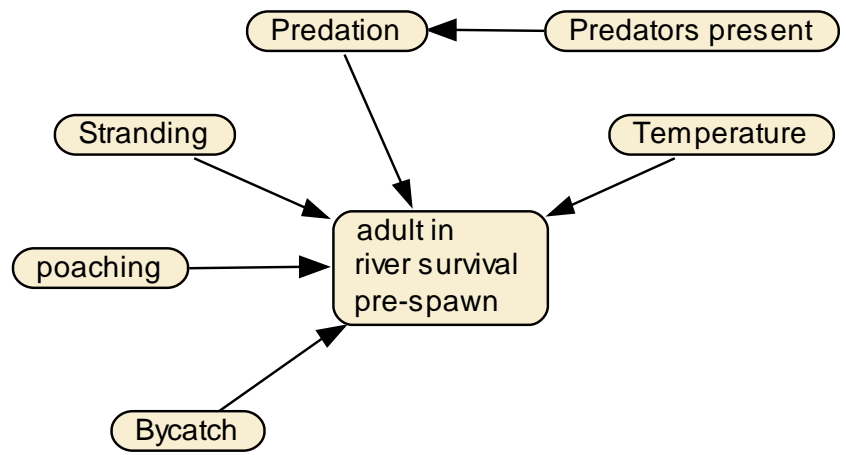 Predation
Predators present
Stranding
Temperature
adult in
river survival
pre-spawn
poaching
Bycatch